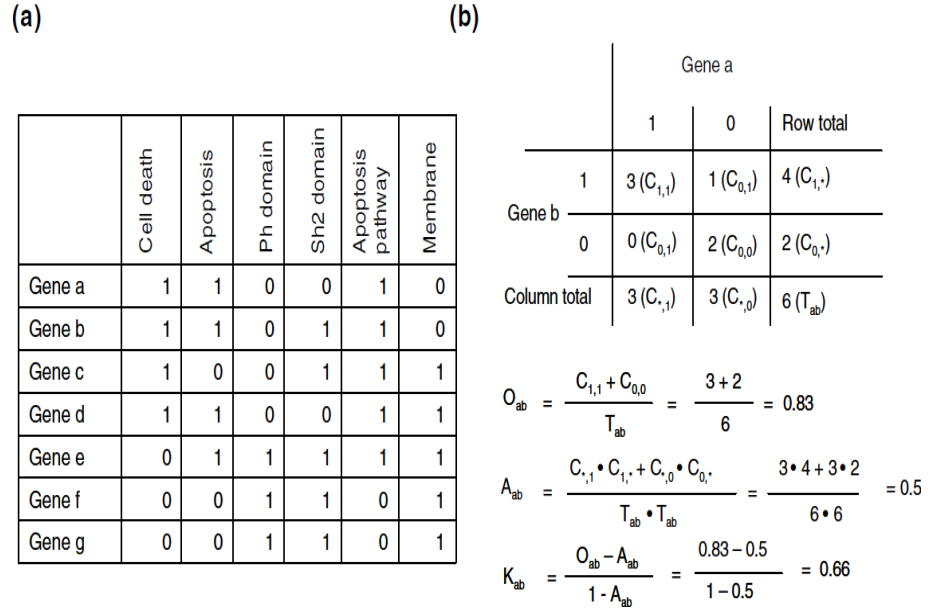 (a)
Cell death Apoptosis Ph domain Sh2 domain Apoptosis pathway Membrane
Gene a 1 1 0 0 1 0
Gene b 1 1 0 1 1 0
Gene c 1 0 0 1 1 1
Gene d 1 1 0 0 1 1
Gene e 0 1 1 1 1 1
Gene f 0 0 1 1 0 1
Gene g 0 0 1 1 0 1
(b)
Gene a
1 0 Row total
Gene b
1 3 (C1,1) 1 (C0,1) 4 (C1,*)
0 0 (C0,1) 2 (C0,0) 2 (C0,*)
Column total 3 (C*,1) 3 (C*,0) 6 (Tab)
Oab = (C1,1 + C0,0) / Tab = (3 + 2) / 6 = 0.83
Aab = (C*,1 • C1,* + C*,0 • C0,*) / (Tab • Tab) = (3 • 4 + 3 • 2) / (6 • 6) = 0.5
Kab = (Oab – Aab) / (1 - Aab) = (0.83 – 0.5) / (1 – 0.5) = 0.66